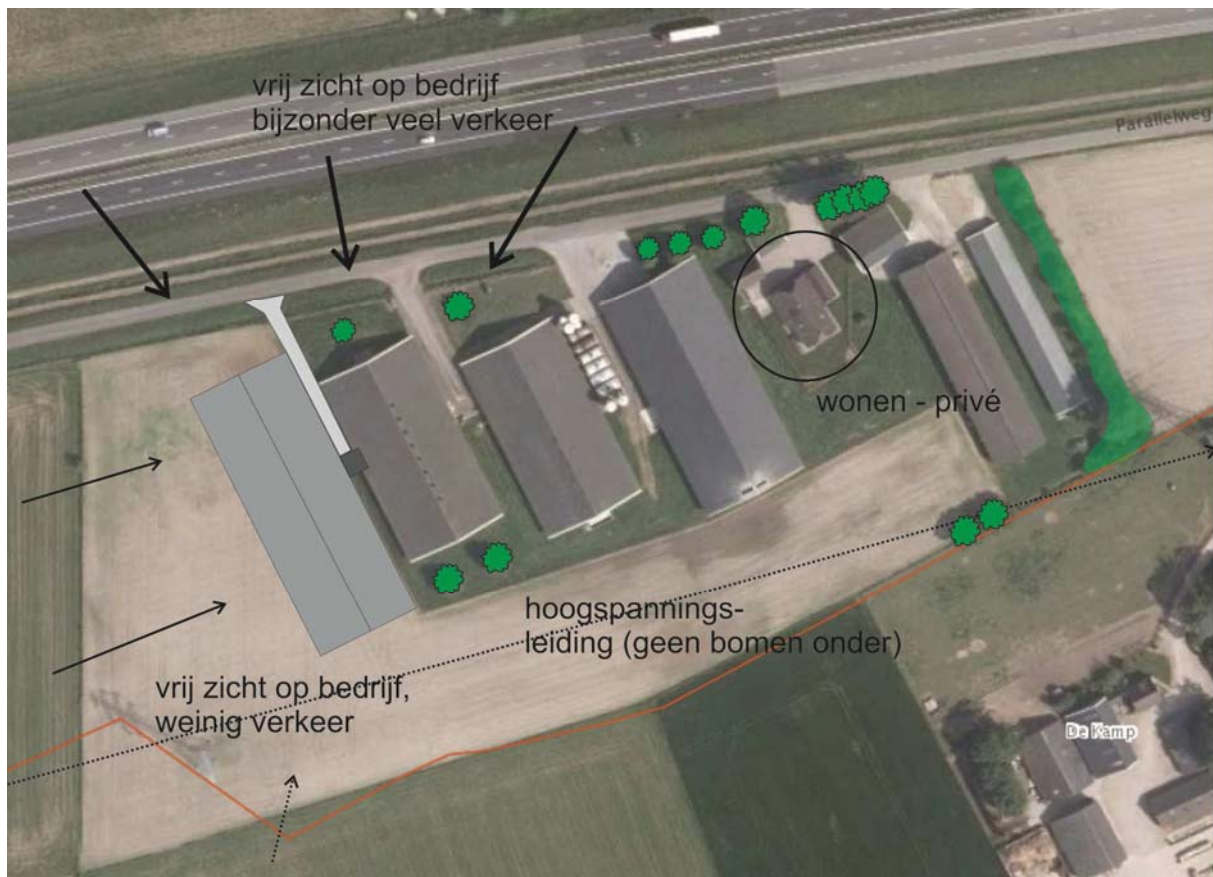 vrij zicht op bedrijf
bijzonder veel verkeer
Parallelweg
wonen - privé
hoogspannings-
leiding (geen bomen onder)
vrij zicht op bedrijf,
weinig verkeer
De Kamp